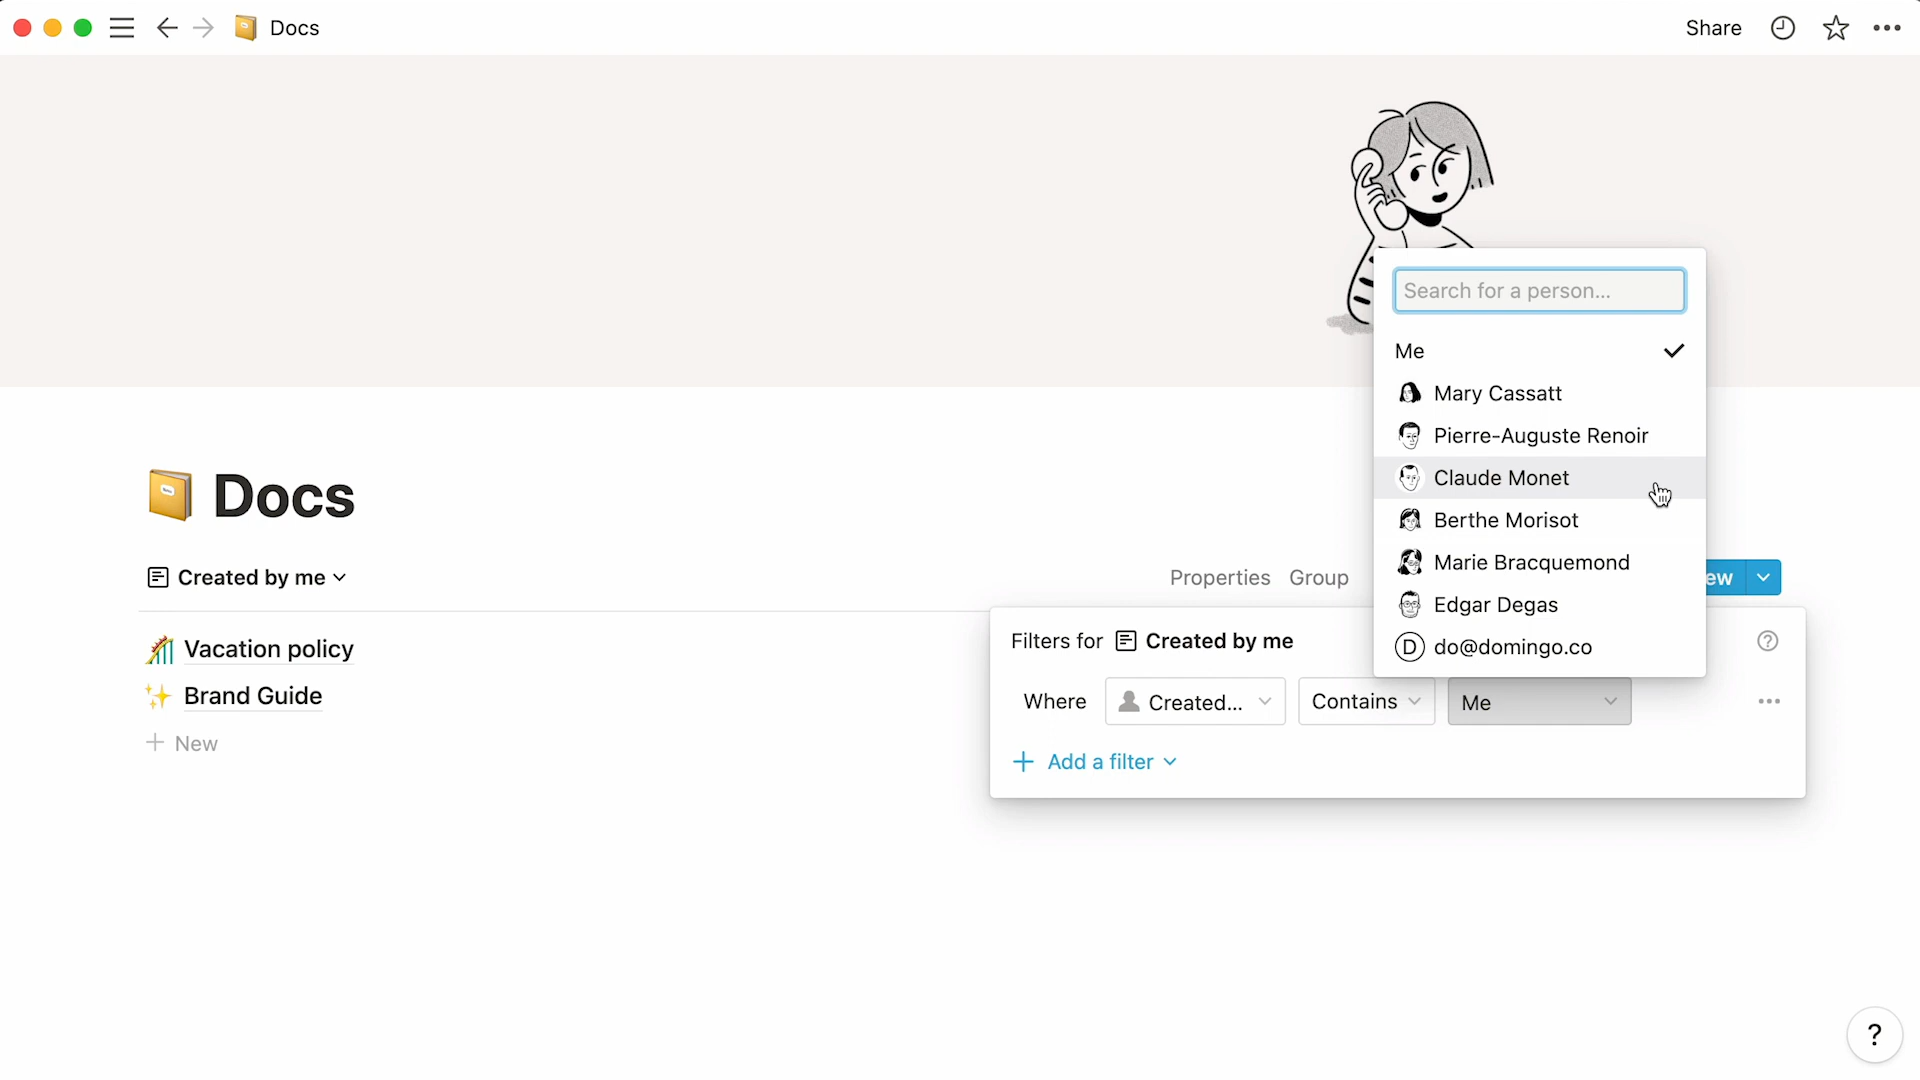 Docs
Share
Search for a person...
Me
Mary Cassatt
Pierre-Auguste Renoir
Claude Monet
Berthe Morisot
Marie Bracquemond
Edgar Degas
D do@domingo.co
Docs
Created by me
Properties Group
ew
Vacation policy
Brand Guide
New
Filters for Created by me
Where Created... Contains Me
Add a filter
?